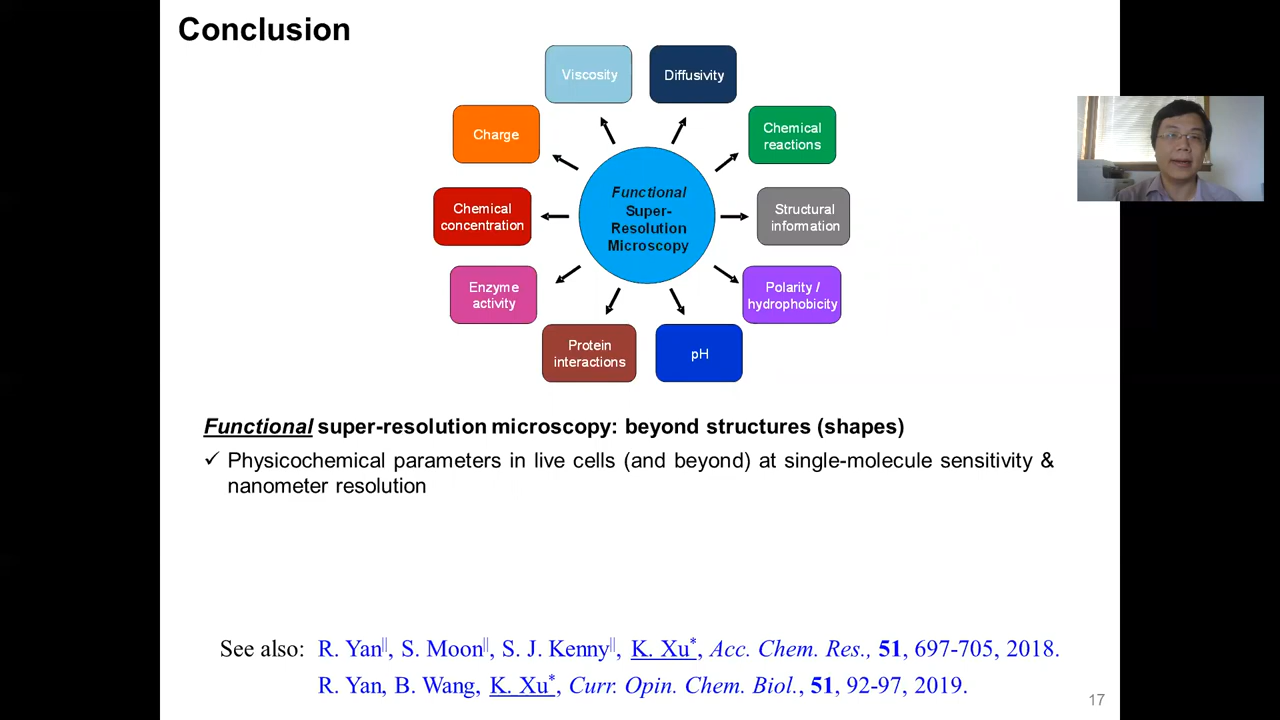 Conclusion
Viscosity
Diffusivity
Charge
Chemical
reactions
Chemical
concentration
Functional
Super-
Resolution
Microscopy
Structural
information
Enzyme
activity
Polarity /
hydrophobicity
Protein
interactions
pH
Functional super-resolution microscopy: beyond structures (shapes)
✓ Physicochemical parameters in live cells (and beyond) at single-molecule sensitivity &
nanometer resolution
See also: R. Yan||, S. Moon||, S. J. Kenny||, K. Xu*, Acc. Chem. Res., 51, 697-705, 2018.
R. Yan, B. Wang, K. Xu*, Curr. Opin. Chem. Biol., 51, 92-97, 2019.
17